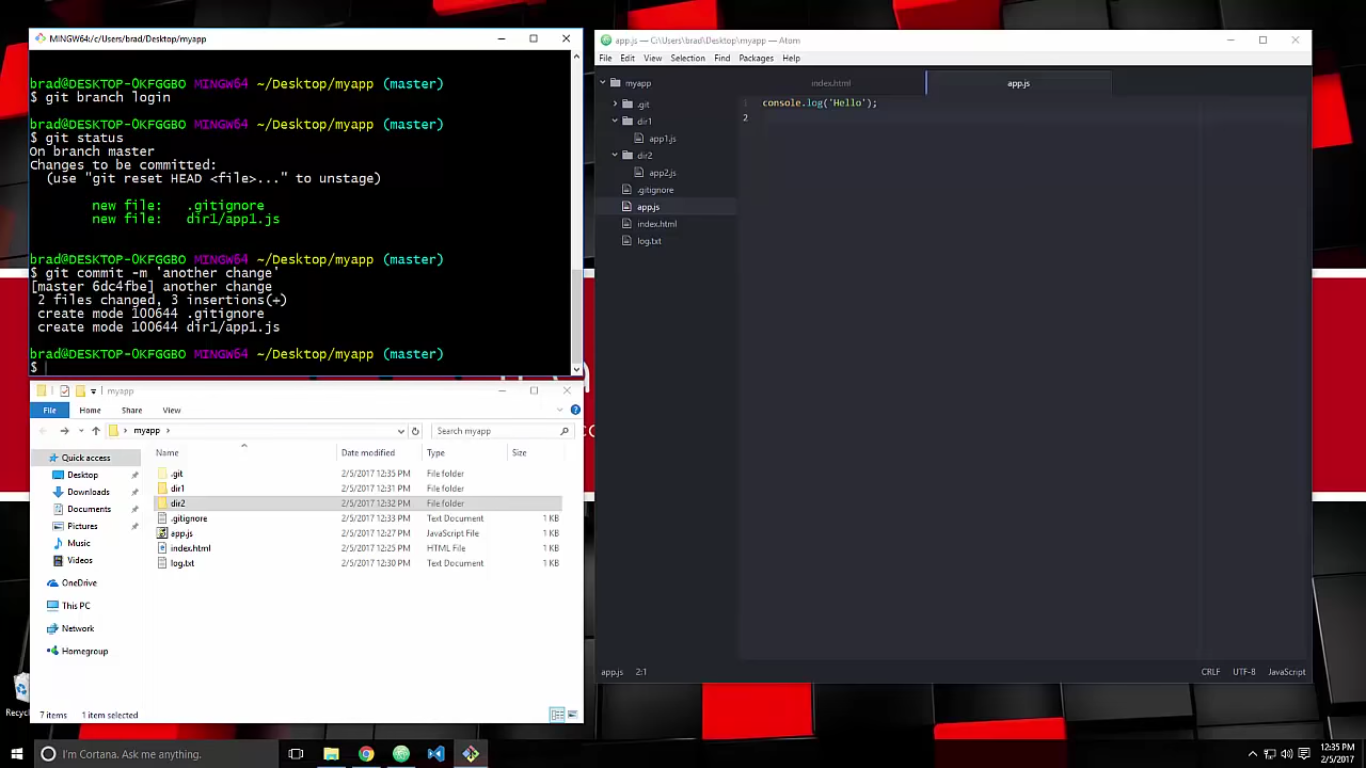 MINGW64:/c/Users/brad/Desktop/myapp
brad@DESKTOP-0KFGGBO MINGW64 ~/Desktop/myapp (master)
$ git branch login
brad@DESKTOP-0KFGGBO MINGW64 ~/Desktop/myapp (master)
$ git status
On branch master
Changes to be committed:
(use "git reset HEAD <file>..." to unstage)
new file: .gitignore
new file: dir1/app1.js
brad@DESKTOP-0KFGGBO MINGW64 ~/Desktop/myapp (master)
$ git commit -m 'another change'
[master 6dc4fbe] another change
2 files changed, 3 insertions(+)
create mode 100644 .gitignore
create mode 100644 dir1/app1.js
brad@DESKTOP-0KFGGBO MINGW64 ~/Desktop/myapp (master)
$
myapp
File Home Share View
myapp Search myapp
Name Date modified Type Size
Quick access
Desktop
Downloads
Documents
Pictures
Music
Videos
OneDrive
This PC
Network
Homegroup
.git 2/5/2017 12:35 PM File folder
dir1 2/5/2017 12:31 PM File folder
dir2 2/5/2017 12:32 PM File folder
.gitignore 2/5/2017 12:33 PM Text Document 1 KB
app.js 2/5/2017 12:27 PM JavaScript File 1 KB
index.html 2/5/2017 12:25 PM HTML File 1 KB
log.txt 2/5/2017 12:30 PM Text Document 1 KB
7 items 1 item selected
app.js — C:\Users\brad\Desktop\myapp — Atom
File Edit View Selection Find Packages Help
myapp
.git
dir1
app1.js
dir2
app2.js
.gitignore
app.js
index.html
log.txt
index.html app.js
1 console.log('Hello');
2
app.js 2:1 CRLF UTF-8 JavaScript
I'm Cortana. Ask me anything.
12:35 PM
2/5/2017